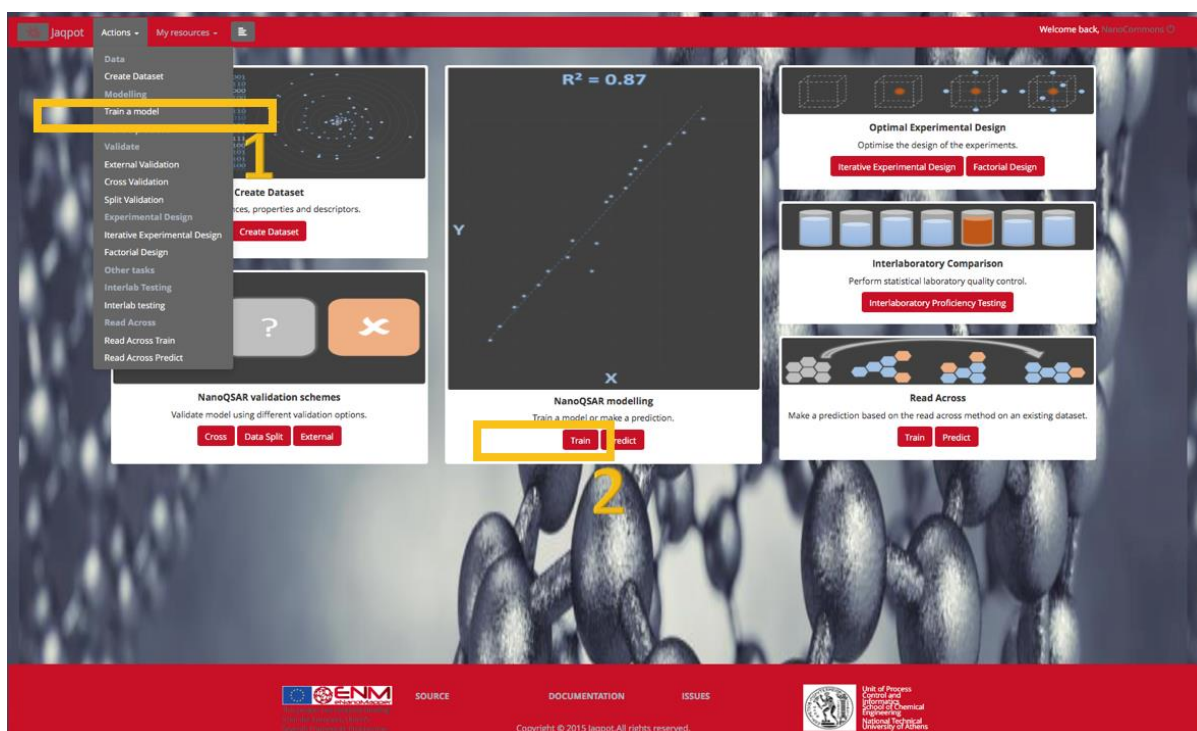 Jaqpot
Actions
My resources
Welcome back, NanoCommons
Data
Create Dataset
Modelling
Train a model
Validate
External Validation
Cross Validation
Split Validation
Experimental Design
Iterative Experimental Design
Factorial Design
Other tasks
Interlab Testing
Interlab testing
Read Across
Read Across Train
Read Across Predict
1
Create Dataset
properties and descriptors.
Create Dataset
?
NanoQSAR validation schemes
Validate model using different validation options.
Cross
Data Split
External
R² = 0.87
Y
X
NanoQSAR modelling
Train a model or make a prediction.
Train
Predict
2
Optimal Experimental Design
Optimise the design of the experiments.
Iterative Experimental Design
Factorial Design
Interlaboratory Comparison
Perform statistical laboratory quality control.
Interlaboratory Proficiency Testing
Read Across
Make a prediction based on the read across method on an existing dataset.
Train
Predict
ENM
eNanoMapper
SOURCE
DOCUMENTATION
ISSUES
Copyright © 2015 Jaqpot.All rights reserved.
Unit of Process
Control and
Informatics
School of Chemical
Engineering
National Technical
University of Athens